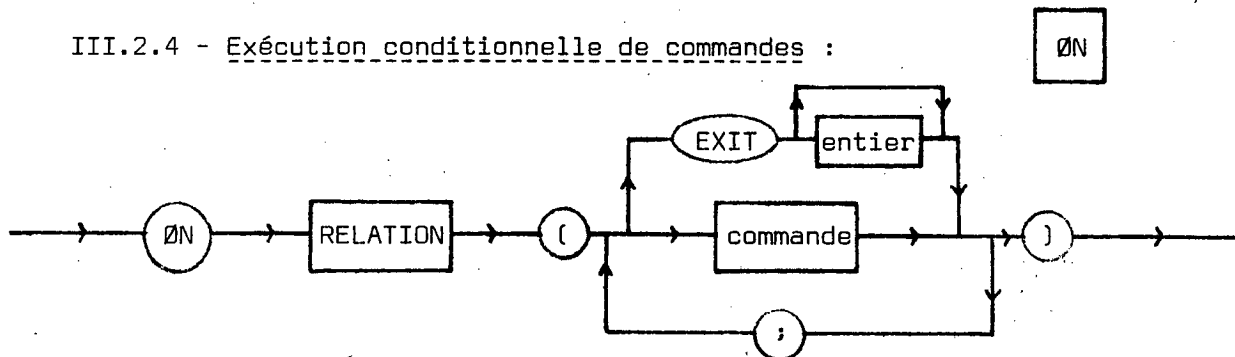 III.2.4 - Exécution conditionnelle de commandes :
ØN
EXIT
entier
ØN
RELATION
(
commande
)
;